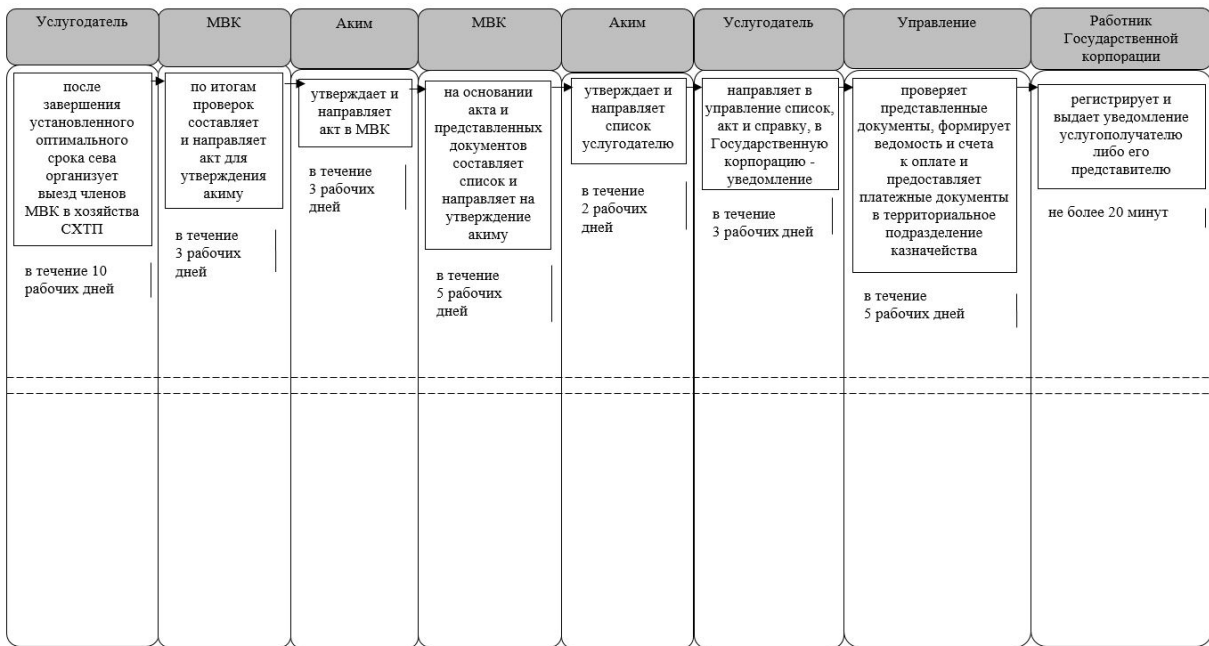 Услугодатель
МВК
Аким
МВК
Аким
Услугодатель
Управление
Работник
Государственной
корпорации
после
завершения
установленного
оптимального
срока сева
организует
выезд членов
МВК в хозяйства
СХТП
в течение 10
рабочих дней
по итогам
проверок
составляет
и направляет
акт для
утверждения
акиму
в течение
3 рабочих
дней
утверждает и
направляет
акт в МВК
в течение
3 рабочих
дней
на основании
акта и
представленных
документов
составляет
список и
направляет на
утверждение
акиму
в течение
5 рабочих
дней
утверждает и
направляет
список
услугодателю
в течение
2 рабочих
дней
направляет в
управление список,
акт и справку, в
Государственную
корпорацию -
уведомление
в течение
3 рабочих дней
проверяет
представленные
документы, формирует
ведомость и счета
к оплате и
предоставляет
платежные документы
в территориальное
подразделение
казначейства
в течение
5 рабочих дней
регистрирует и
выдает уведомление
услугополучателю
либо его
представителю
не более 20 минут